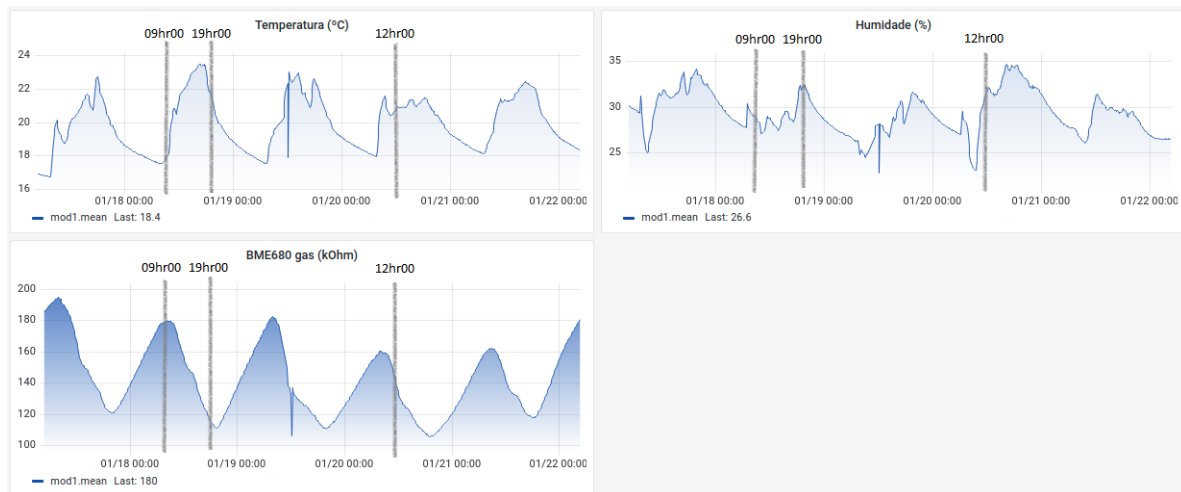 Temperatura (ºC)
09hr00 19hr00 12hr00
24
22
20
18
16
01/18 00:00 01/19 00:00 01/20 00:00 01/21 00:00 01/22 00:00
mod1.mean Last: 18.4
Humidade (%)
09hr00 19hr00 12hr00
35
30
25
01/18 00:00 01/19 00:00 01/20 00:00 01/21 00:00 01/22 00:00
mod1.mean Last: 26.6
BME680 gas (kOhm)
09hr00 19hr00 12hr00
200
180
160
140
120
100
01/18 00:00 01/19 00:00 01/20 00:00 01/21 00:00 01/22 00:00
mod1.mean Last: 180